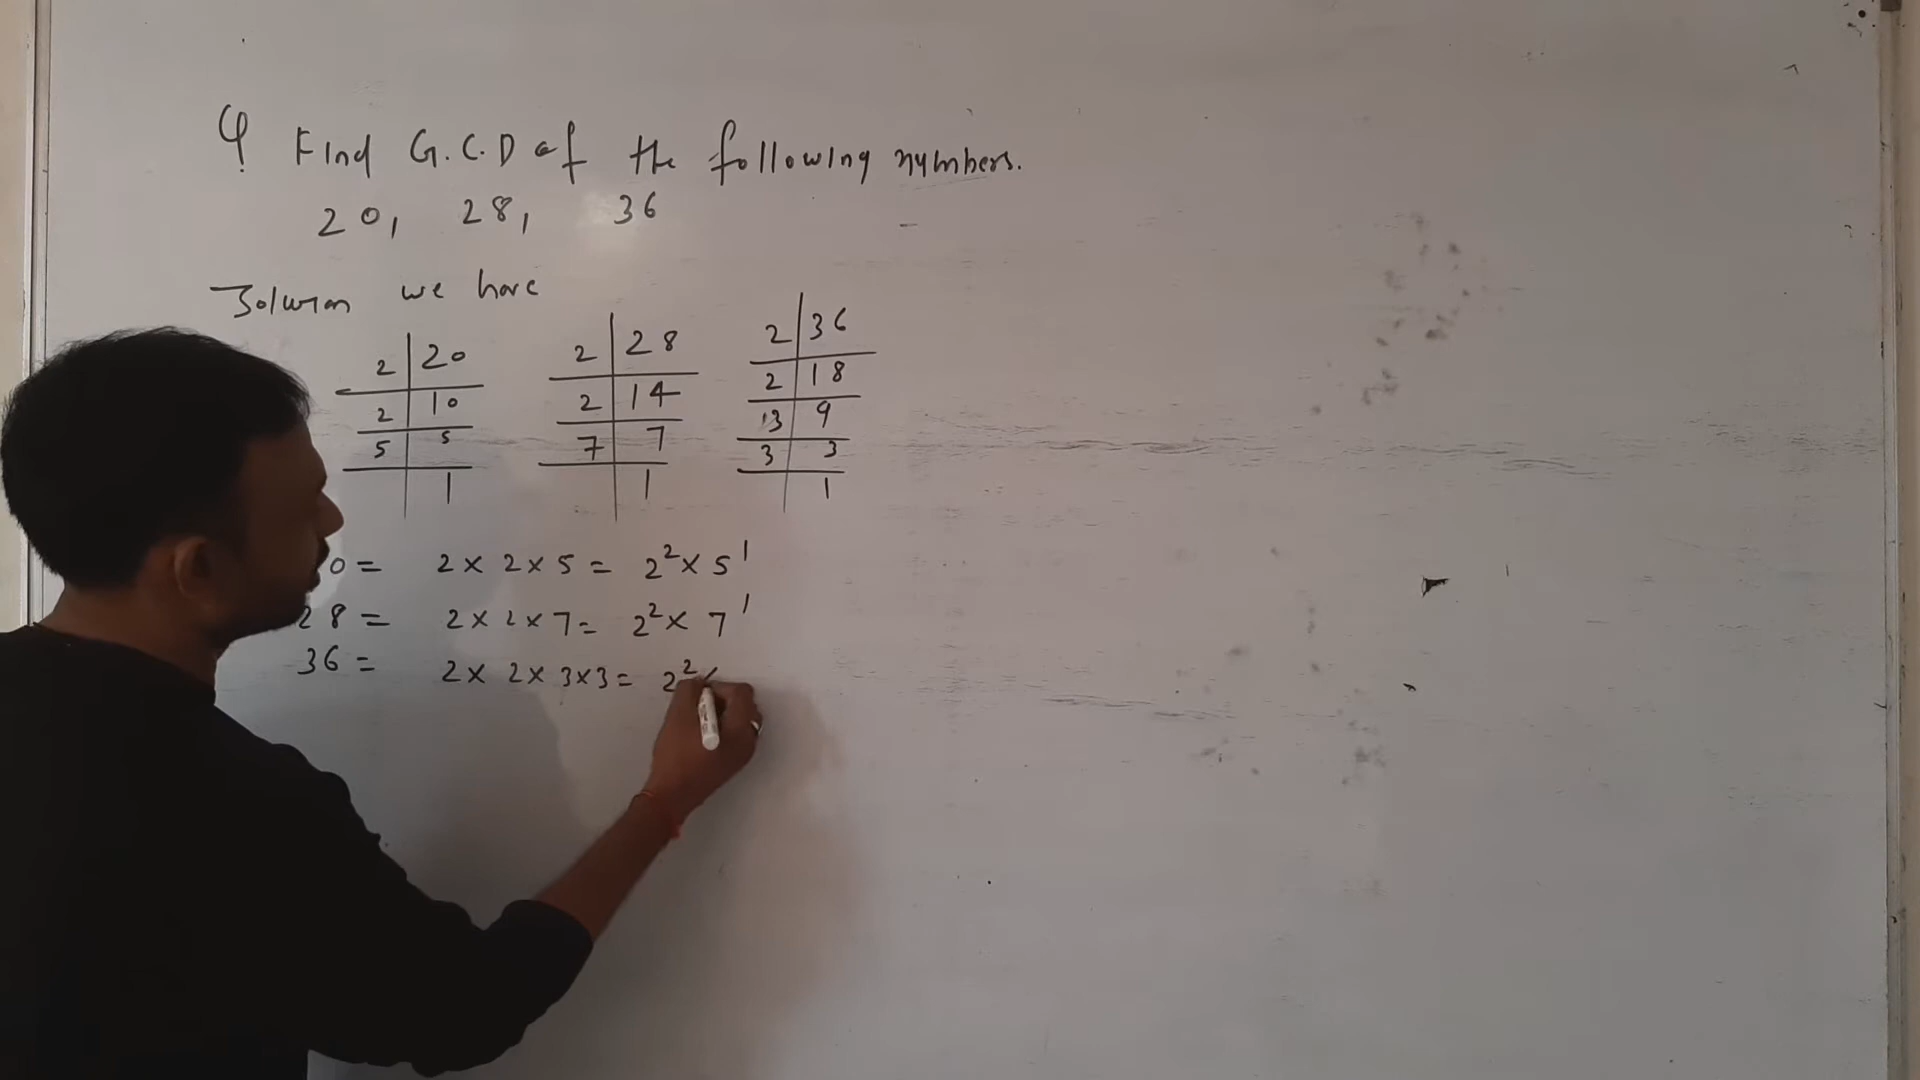 Q Find G.C.D of the following numbers.
20, 28, 36
Solution we have
2 | 20   2 | 28   2 | 36
2 | 10   2 | 14   2 | 18
5 | 5   7 | 7   3 | 9
1   1   3 | 3
1
0 = 2 × 2 × 5 = 2² × 5¹
28 = 2 × 2 × 7 = 2² × 7¹
36 = 2 × 2 × 3 × 3 = 2²